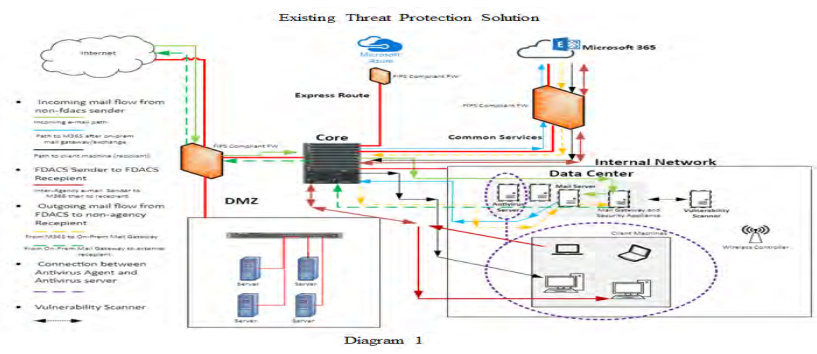 Existing Threat Protection Solution
Internet
Microsoft
Azure
Microsoft 365
FIPS Compliant FW
FIPS Compliant FW
Express Route
Incoming mail flow from
non-fdacs sender
Incoming e-mail path
Path to M365 after on-prem
mail gateway/exchange
Path to client machine (recipient)
FDACS Sender to FDACS
Recepient
Inter-Agency e-mail. Sender to
M365 then to recipient
Outgoing mail flow from
FDACS to non-agency
Recepient
From M365 to On-Prem Mail Gateway
From On-Prem Mail Gateway to external
recepient.
Connection between
Antivirus Agent and
Antivirus server
Vulnerability Scanner
FIPS Compliant FW
Core
Common Services
Internal Network
Data Center
DMZ
Server
Server
Server
Server
Antivirus
Servers
Mail Server
Mail Gateway and
Security Appliance
Vulnerability
Scanner
Client Machines
Wireless Controller
Diagram 1